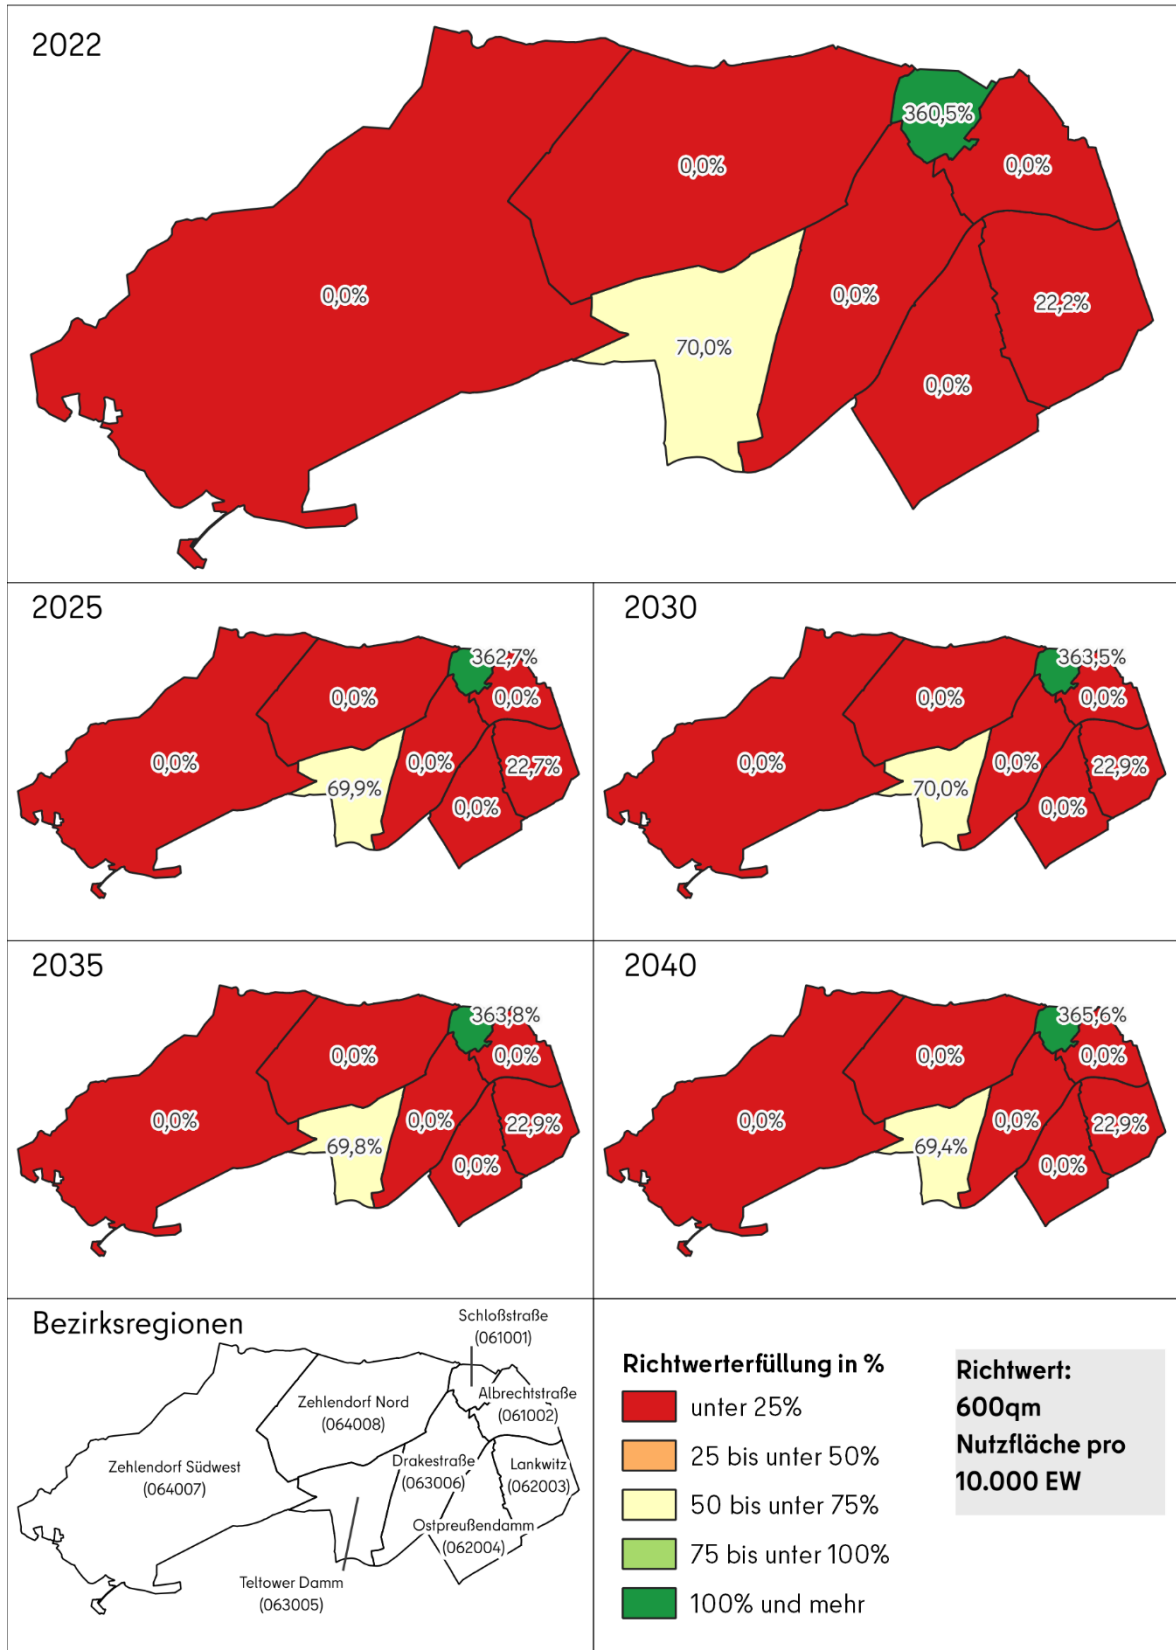 2022
360,5%
0,0%
0,0%
0,0%
0,0%
22,2%
70,0%
0,0%
2025
362,7%
0,0%
0,0%
0,0%
0,0%
22,7%
69,9%
0,0%
2030
363,5%
0,0%
0,0%
0,0%
0,0%
22,9%
70,0%
0,0%
2035
363,8%
0,0%
0,0%
0,0%
0,0%
22,9%
69,8%
0,0%
2040
365,6%
0,0%
0,0%
0,0%
0,0%
22,9%
69,4%
0,0%
Bezirksregionen
Schloßstraße
(061001)
Albrechtstraße
(061002)
Zehlendorf Nord
(064008)
Drakestraße
(063006)
Lankwitz
(062003)
Zehlendorf Südwest
(064007)
Ostpreußendamm
(062004)
Teltower Damm
(063005)
Richtwerterfüllung in %
unter 25%
25 bis unter 50%
50 bis unter 75%
75 bis unter 100%
100% und mehr
Richtwert:
600qm
Nutzfläche pro
10.000 EW